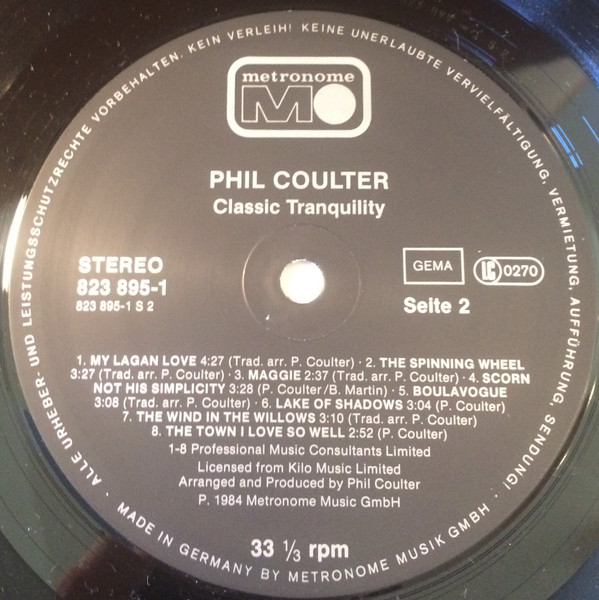 ALLE URHEBER- UND LEISTUNGSSCHUTZRECHTE VORBEHALTEN. KEIN VERLEIH! KEINE UNERLAUBTE VERVIELFÄLTIGUNG, VERMIETUNG, AUFFÜHRUNG, SENDUNG!
metronome
MO
PHIL COULTER
Classic Tranquility
STEREO
823 895-1
823 895-1 S 2
GEMA
LC 0270
Seite 2
1. MY LAGAN LOVE 4:27 (Trad. arr. P. Coulter) · 2. THE SPINNING WHEEL
3:27 (Trad. arr. P. Coulter) · 3. MAGGIE 2:37 (Trad. arr. P. Coulter) · 4. SCORN
NOT HIS SIMPLICITY 3:28 (P. Coulter/B. Martin) · 5. BOULAVOGUE
3:08 (Trad. arr. P. Coulter) · 6. LAKE OF SHADOWS 3:04 (P. Coulter)
7. THE WIND IN THE WILLOWS 3:10 (Trad. arr. P. Coulter)
8. THE TOWN I LOVE SO WELL 2:52 (P. Coulter)
1-8 Professional Music Consultants Limited
Licensed from Kilo Music Limited
Arranged and Produced by Phil Coulter
P. 1984 Metronome Music GmbH
33 1/3 rpm
· MADE IN GERMANY BY METRONOME MUSIK GMBH ·